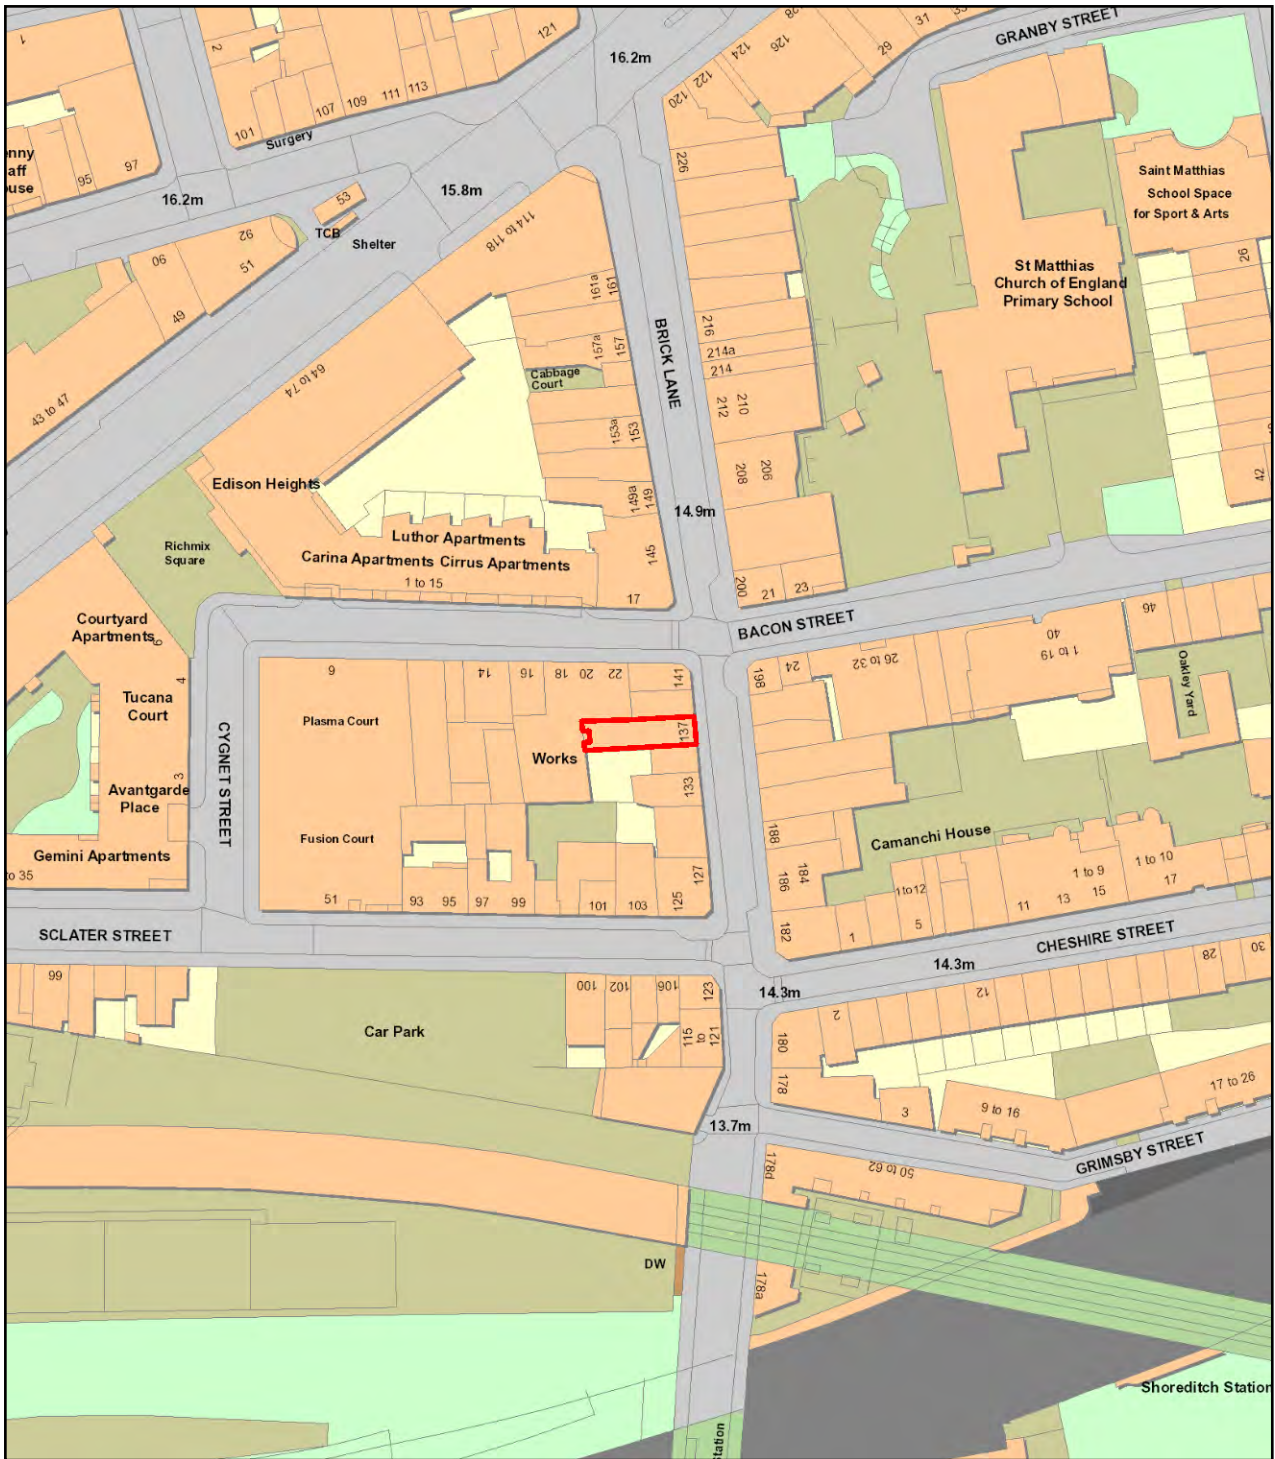 GRANBY STREET
31
29
28
126
124
122
120
121
16.2m
1
2
101
107
109
111
113
Surgery
95
97
16.2m
15.8m
53
TCB
Shelter
92
51
90
49
43 to 47
114 to 118
64 to 74
226
Saint Matthias
School Space
for Sport & Arts
St Matthias
Church of England
Primary School
26
42
161a
161
157a
157
Cabbage
Court
153a
153
149a
149
145
BRICK LANE
216
214a
214
212
210
208
206
14.9m
200
21
23
Edison Heights
Luthor Apartments
Carina Apartments
Cirrus Apartments
1 to 15
17
Richmix
Square
BACON STREET
Courtyard
Apartments
6
4
Tucana
Court
3
Avantgarde
Place
Gemini Apartments
to 35
CYGNET STREET
9
Plasma Court
Fusion Court
14
16
18
20
22
141
137
Works
133
127
125
51
93
95
97
99
101
103
198
24
26 to 32
40
1 to 19
46
Oakley Yard
188
186
184
182
Camanchi House
1
1to12
5
11
13
1 to 9
15
1 to 10
17
SCLATER STREET
CHESHIRE STREET
14.3m
14.3m
28
30
12
2
180
178
3
9 to 16
17 to 26
GRIMSBY STREET
66
Car Park
100
102
106
123
115
to
121
13.7m
178d
50 to 62
178a
DW
Shoreditch Station